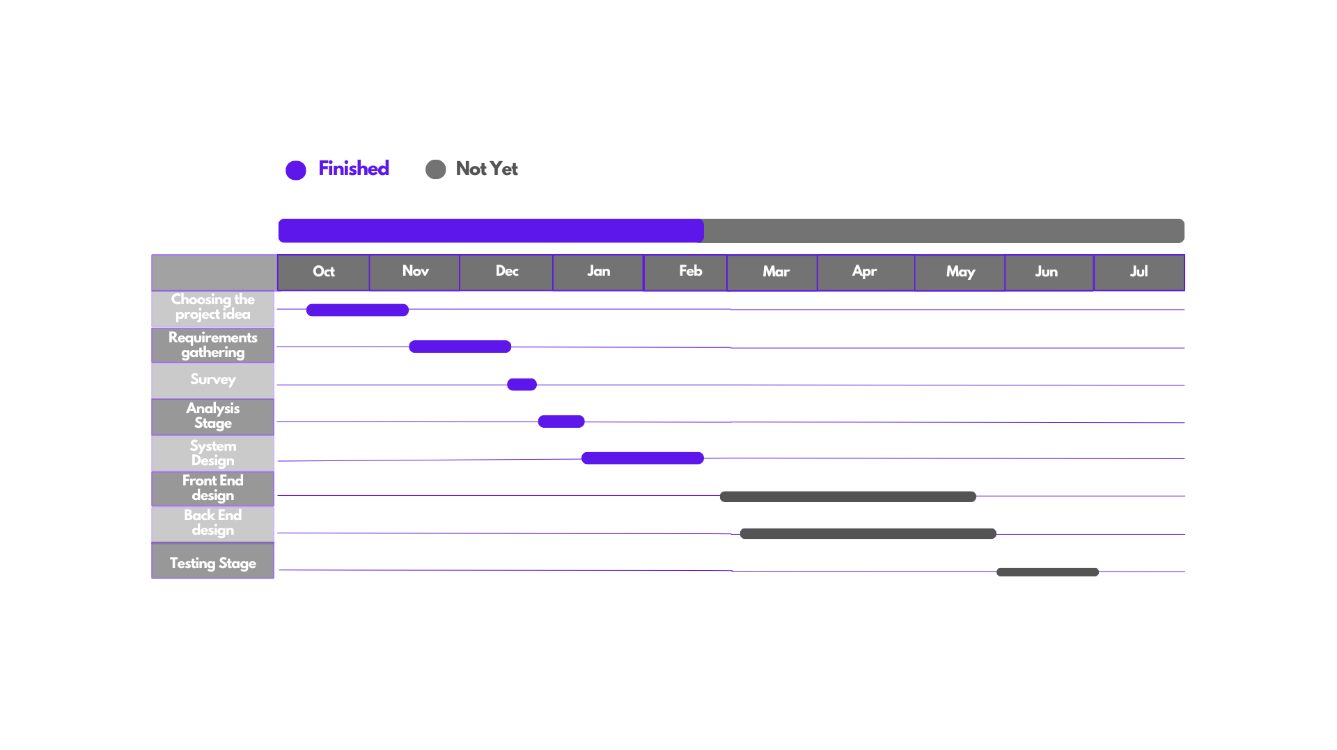 Finished Not Yet
Oct Nov Dec Jan Feb Mar Apr May Jun Jul
Choosing the
project idea
Requirements
gathering
Survey
Analysis
Stage
System
Design
Front End
design
Back End
design
Testing Stage